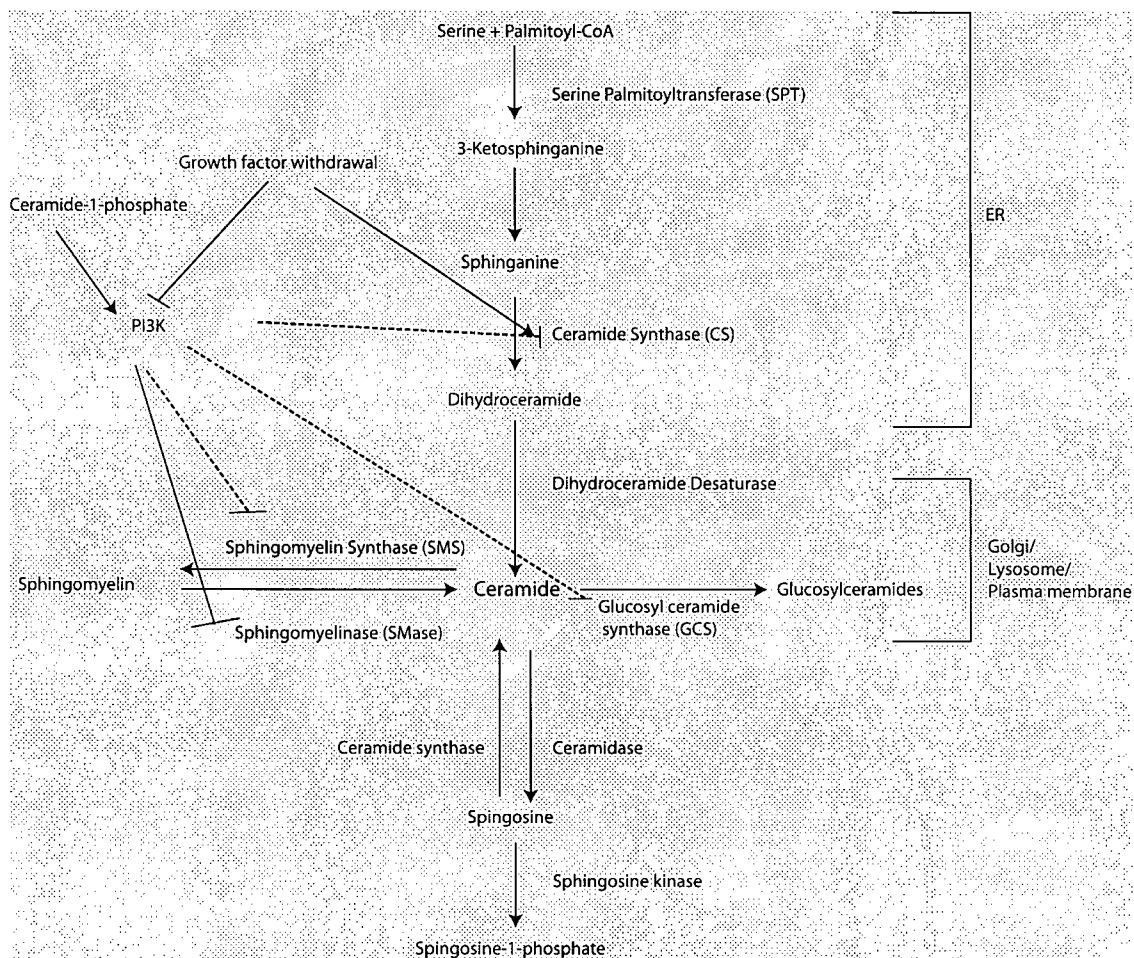 Serine + Palmitoyl-CoA
Serine Palmitoyltransferase (SPT)
3-Ketosphinganine
Growth factor withdrawal
Ceramide-1-phosphate
ER
Sphinganine
PI3K
Ceramide Synthase (CS)
Dihydroceramide
Dihydroceramide Desaturase
Sphingomyelin Synthase (SMS)
Golgi/
Lysosome/
Plasma membrane
Sphingomyelin
Ceramide
Glucosylceramides
Glucosyl ceramide
synthase (GCS)
Sphingomyelinase (SMase)
Ceramide synthase
Ceramidase
Spingosine
Sphingosine kinase
Spingosine-1-phosphate